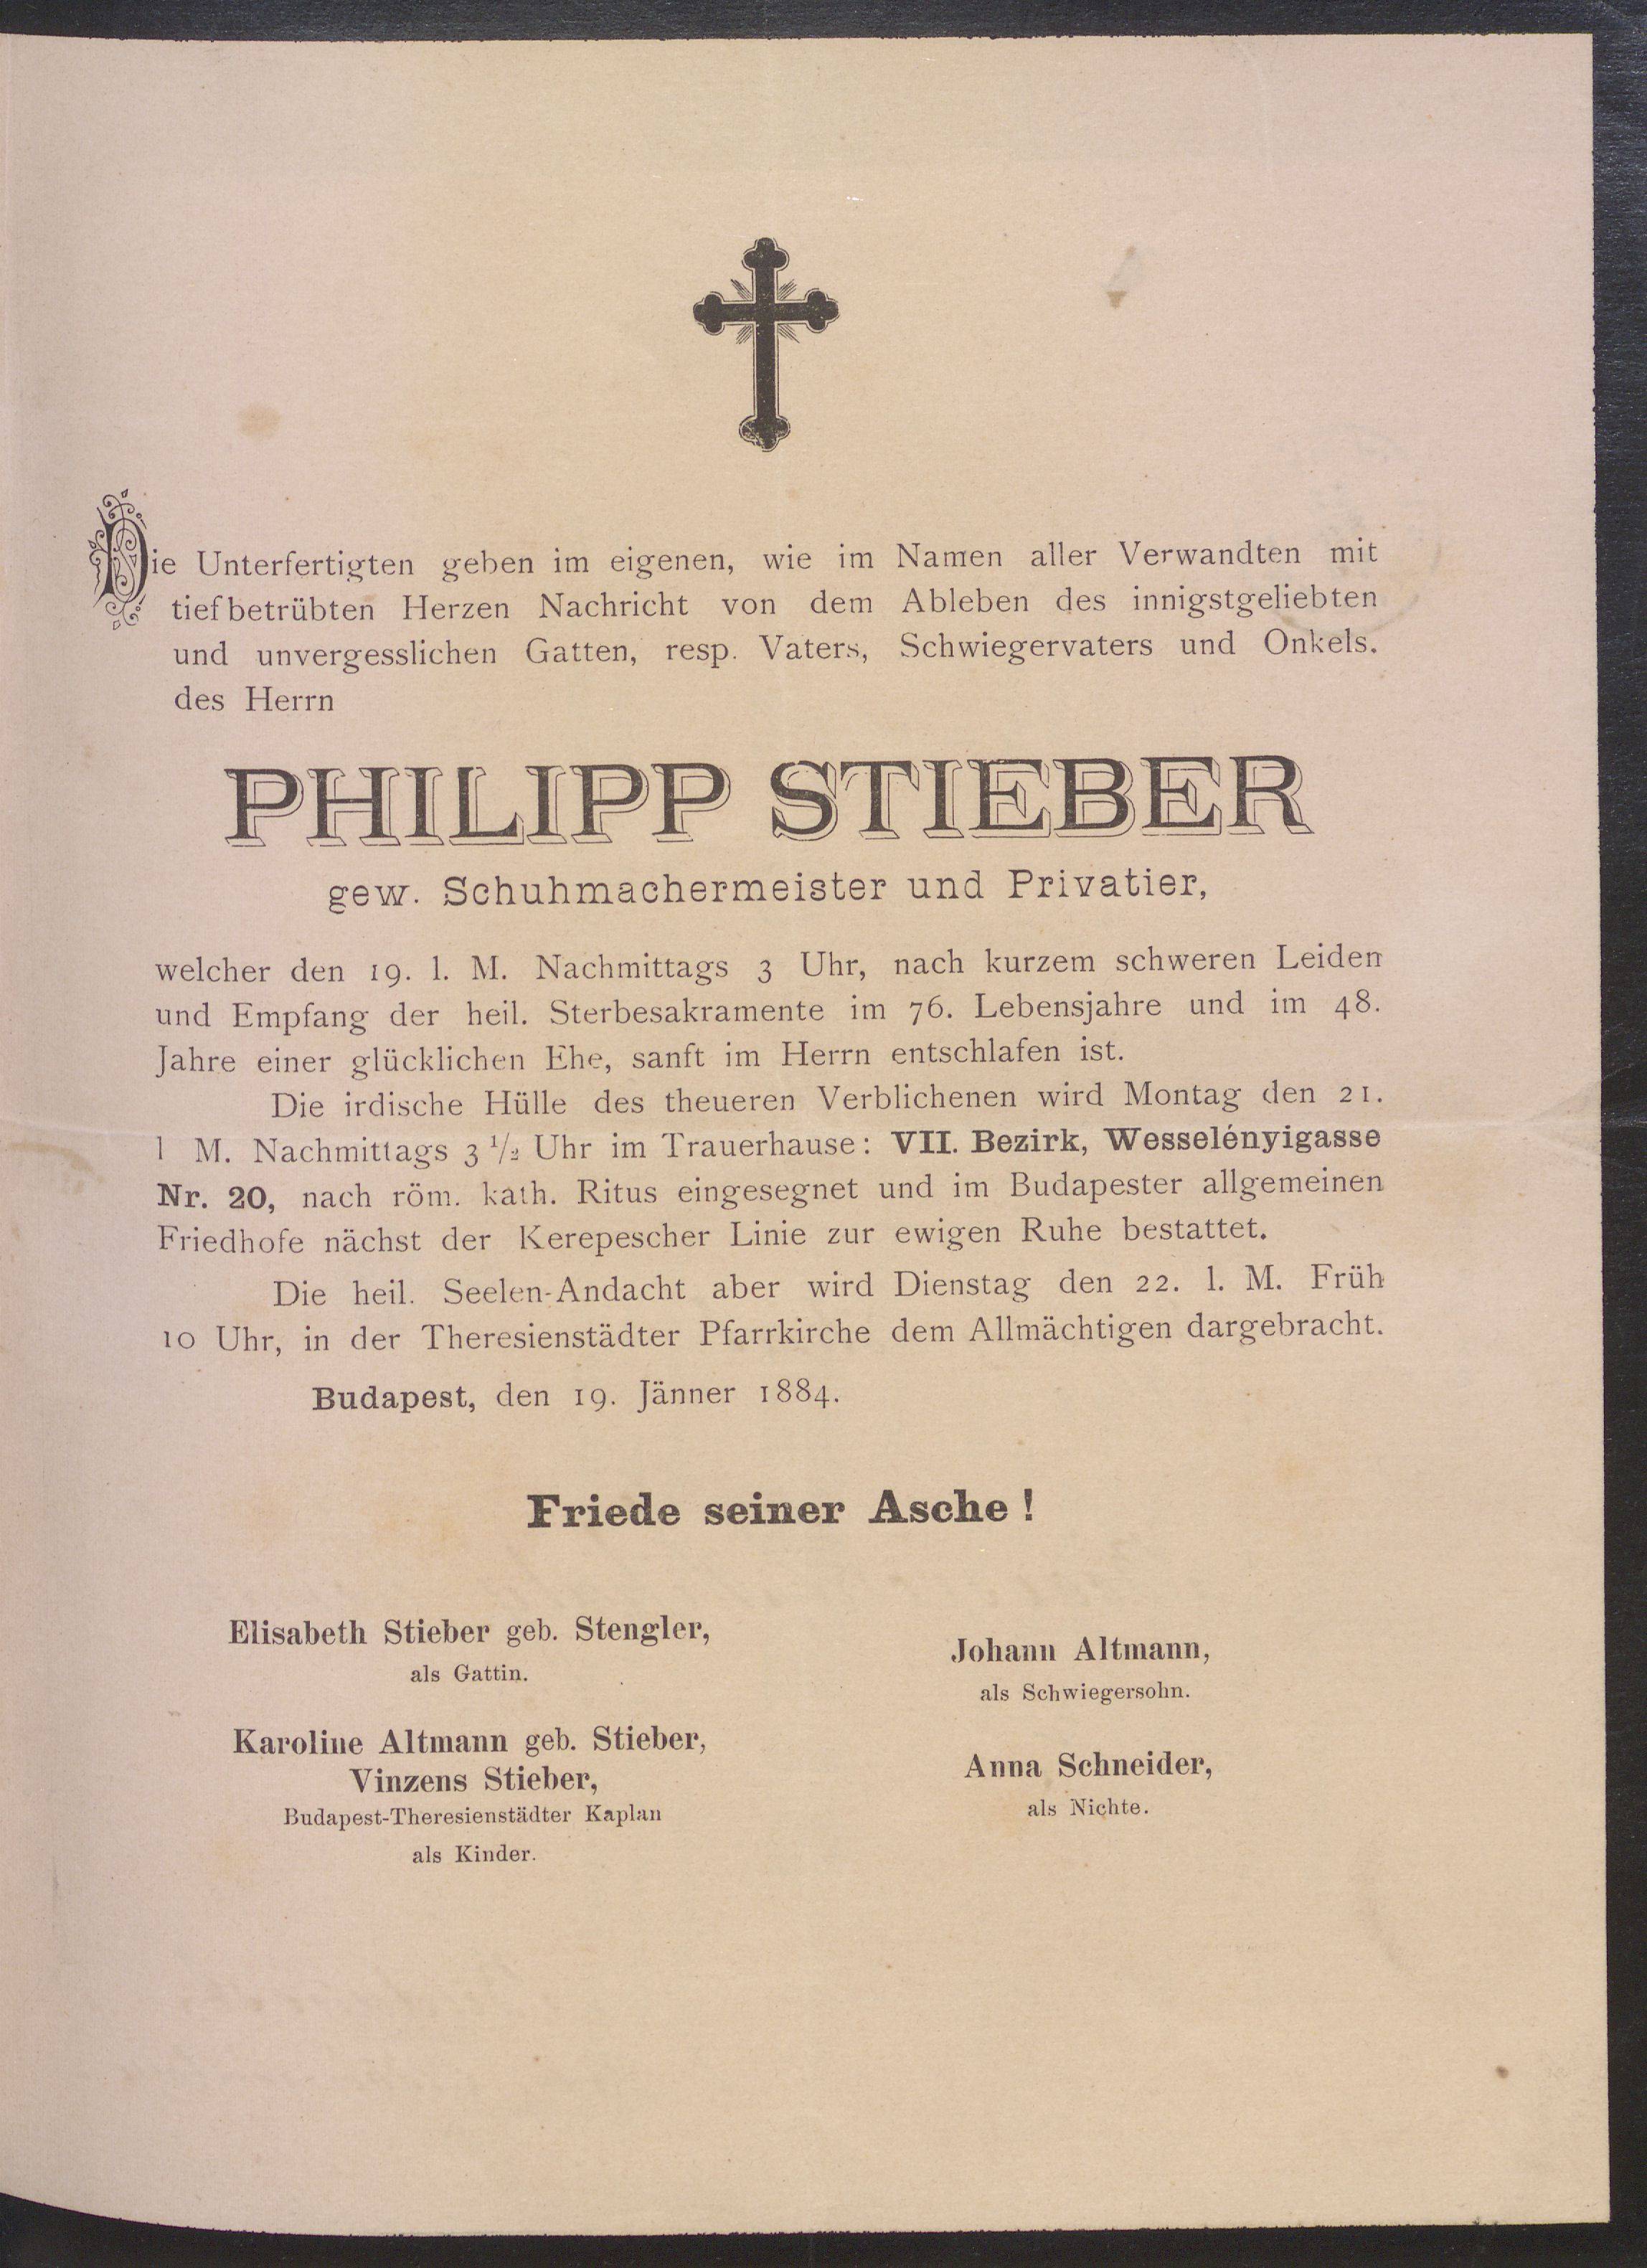 Die Unterfertigten geben im eigenen, wie im Namen aller Verwandten mit
tiefbetrübten Herzen Nachricht von dem Ableben des innigstgeliebten
und unvergesslichen Gatten, resp. Vaters, Schwiegervaters und Onkels.
des Herrn
PHILIPP STIEBER
gew. Schuhmachermeister und Privatier,
welcher den 19. l. M. Nachmittags 3 Uhr, nach kurzem schweren Leiden
und Empfang der heil. Sterbesakramente im 76. Lebensjahre und im 48.
Jahre einer glücklichen Ehe, sanft im Herrn entschlafen ist.
Die irdische Hülle des theueren Verblichenen wird Montag den 21.
l M. Nachmittags 3 1/2 Uhr im Trauerhause: VII. Bezirk, Wesselényigasse
Nr. 20, nach röm. kath. Ritus eingesegnet und im Budapester allgemeinen
Friedhofe nächst der Kerepescher Linie zur ewigen Ruhe bestattet.
Die heil. Seelen-Andacht aber wird Dienstag den 22. l. M. Früh
10 Uhr, in der Theresienstädter Pfarrkirche dem Allmächtigen dargebracht.
Budapest, den 19. Jänner 1884.
Friede seiner Asche!
Elisabeth Stieber geb. Stengler,
als Gattin.
Karoline Altmann geb. Stieber,
Vinzens Stieber,
Budapest-Theresienstädter Kaplan
als Kinder.
Johann Altmann,
als Schwiegersohn.
Anna Schneider,
als Nichte.